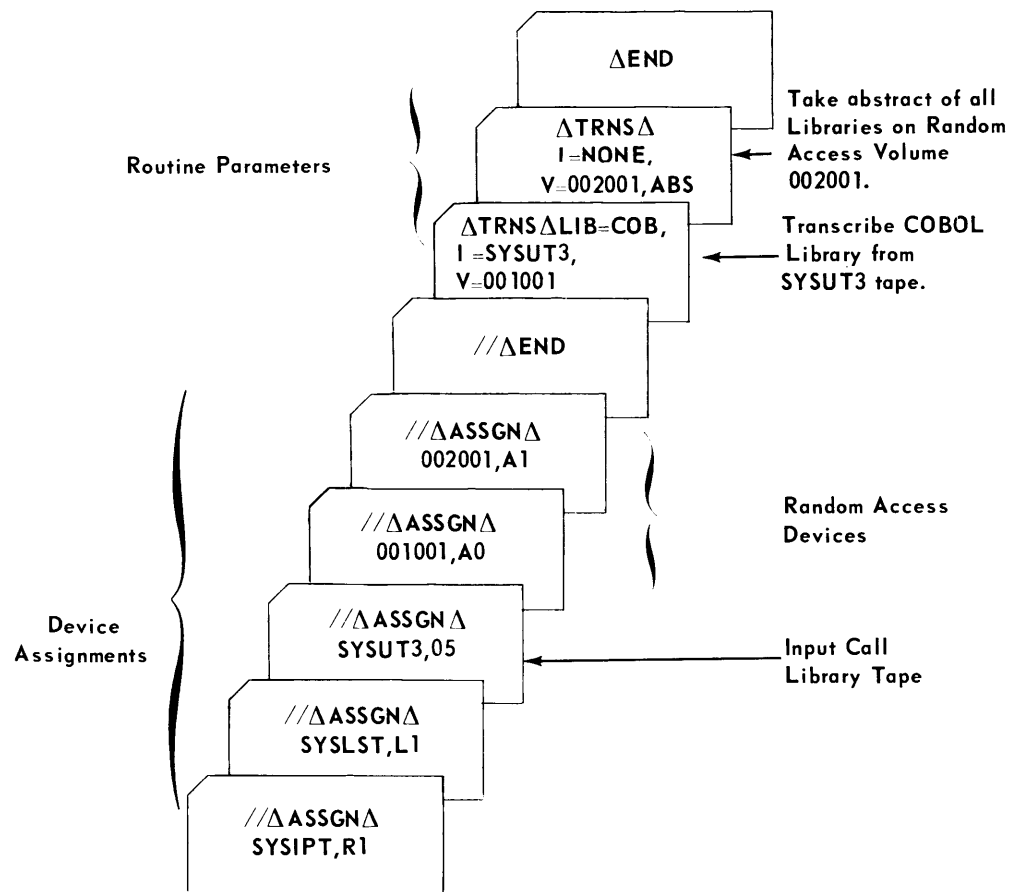 ΔEND
ΔTRNSΔ
I=NONE,
V=002001,ABS
Take abstract of all
Libraries on Random
Access Volume
002001.
Routine Parameters
ΔTRNSΔLIB=COB,
I=SYSUT3,
V=001001
Transcribe COBOL
Library from
SYSUT3 tape.
//ΔEND
//ΔASSGNΔ
002001,A1
//ΔASSGNΔ
001001,A0
Random Access
Devices
//ΔASSGNΔ
SYSUT3,05
Device
Assignments
Input Call
Library Tape
//ΔASSGNΔ
SYSLST,L1
//ΔASSGNΔ
SYSIPT,R1